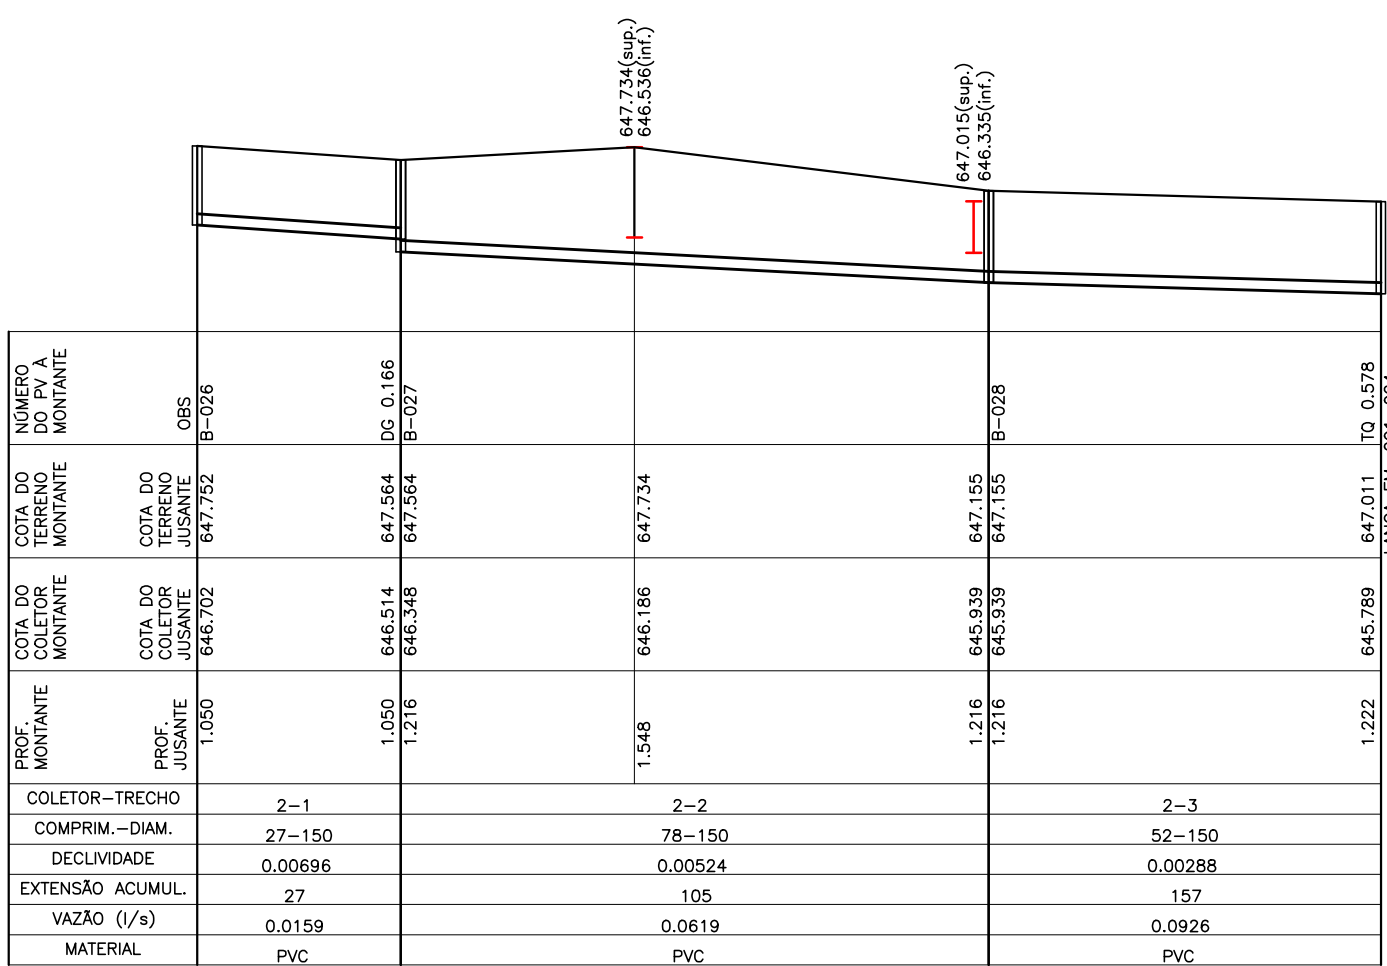 647.734(sup.)
646.536(inf.)
647.015(sup.)
646.335(inf.)
NÚMERO
DO PV À
MONTANTE
OBS
B-026
DG 0.166
B-027
B-028
TQ 0.578
COTA DO
TERRENO
MONTANTE
COTA DO
TERRENO
JUSANTE
647.752
647.564
647.564
647.734
647.155
647.155
647.011
COTA DO
COLETOR
MONTANTE
COTA DO
COLETOR
JUSANTE
646.702
646.514
646.348
646.186
645.939
645.939
645.789
PROF.
MONTANTE
PROF.
JUSANTE
1.050
1.050
1.216
1.548
1.216
1.216
1.222
COLETOR-TRECHO 2-1 2-2 2-3
COMPRIM.-DIAM. 27-150 78-150 52-150
DECLIVIDADE 0.00696 0.00524 0.00288
EXTENSÃO ACUMUL. 27 105 157
VAZÃO (l/s) 0.0159 0.0619 0.0926
MATERIAL PVC PVC PVC